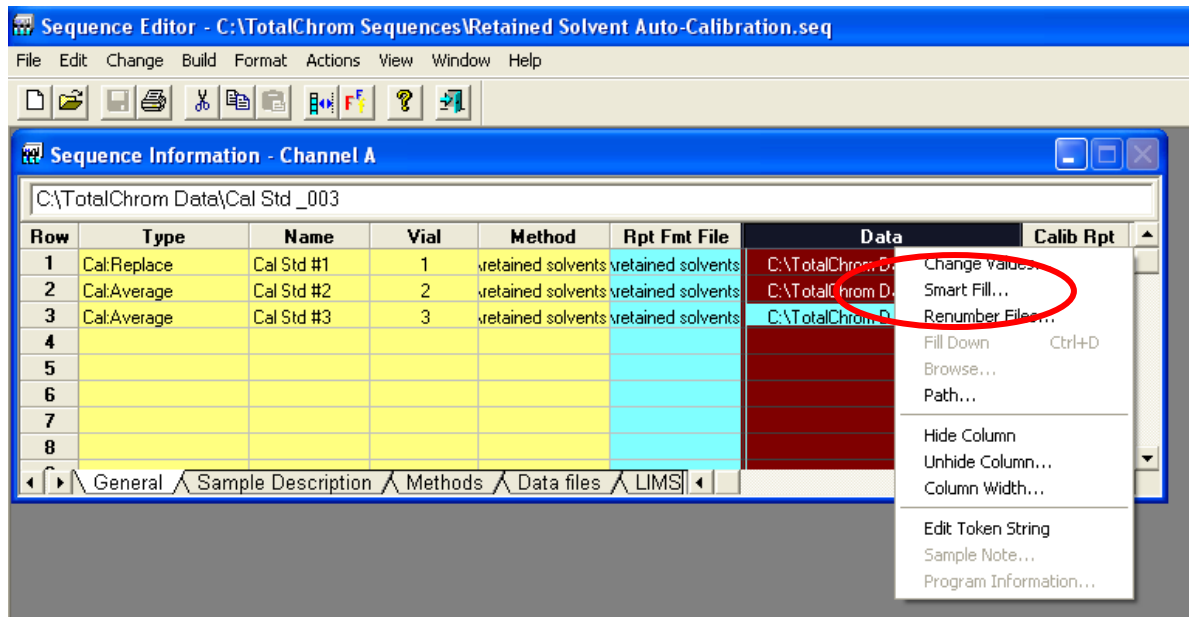 Sequence Editor - C:\TotalChrom Sequences\Retained Solvent Auto-Calibration.seq
File Edit Change Build Format Actions View Window Help
Sequence Information - Channel A
C:\TotalChrom Data\Cal Std _003
Row Type Name Vial Method Rpt Fmt File Data Calib Rpt
1 Cal:Replace Cal Std #1 1 \retained solvents \retained solvents C:\TotalChrom D Change Values...
2 Cal:Average Cal Std #2 2 \retained solvents \retained solvents C:\TotalChrom D Smart Fill...
3 Cal:Average Cal Std #3 3 \retained solvents \retained solvents C:\TotalChrom D Renumber Files...
4 Fill Down Ctrl+D
5 Browse...
6 Path...
7
Hide Column
8 Unhide Column...
General Sample Description Methods Data files LIMS Column Width...
Edit Token String
Sample Note...
Program Information...